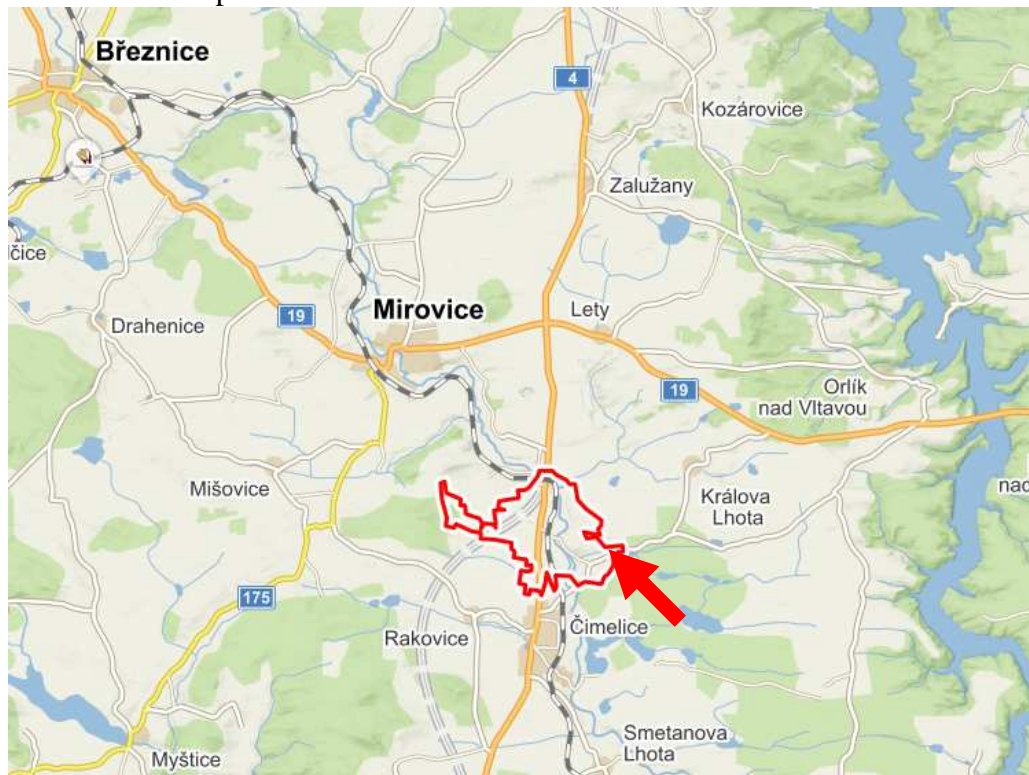 Březnice
4
Kozárovice
Zalužany
lčice
Mirovice
19
Lety
Drahenice
19
Orlík
nad Vltavou
Mišovice
Králova
Lhota
nad
175
Rakovice
Čimelice
Smetanova
Lhota
Myštice